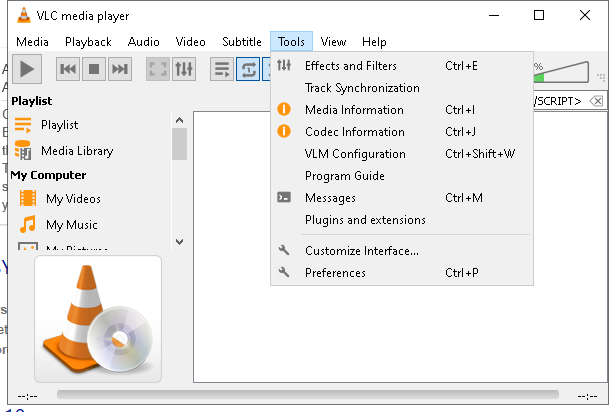 VLC media player
Media Playback Audio Video Subtitle Tools View Help
%
/SCRIPT>
Playlist
Playlist
Media Library
My Computer
My Videos
My Music
My Pictures
Effects and Filters Ctrl+E
Track Synchronization
Media Information Ctrl+I
Codec Information Ctrl+J
VLM Configuration Ctrl+Shift+W
Program Guide
Messages Ctrl+M
Plugins and extensions
Customize Interface...
Preferences Ctrl+P
--:-- --:--